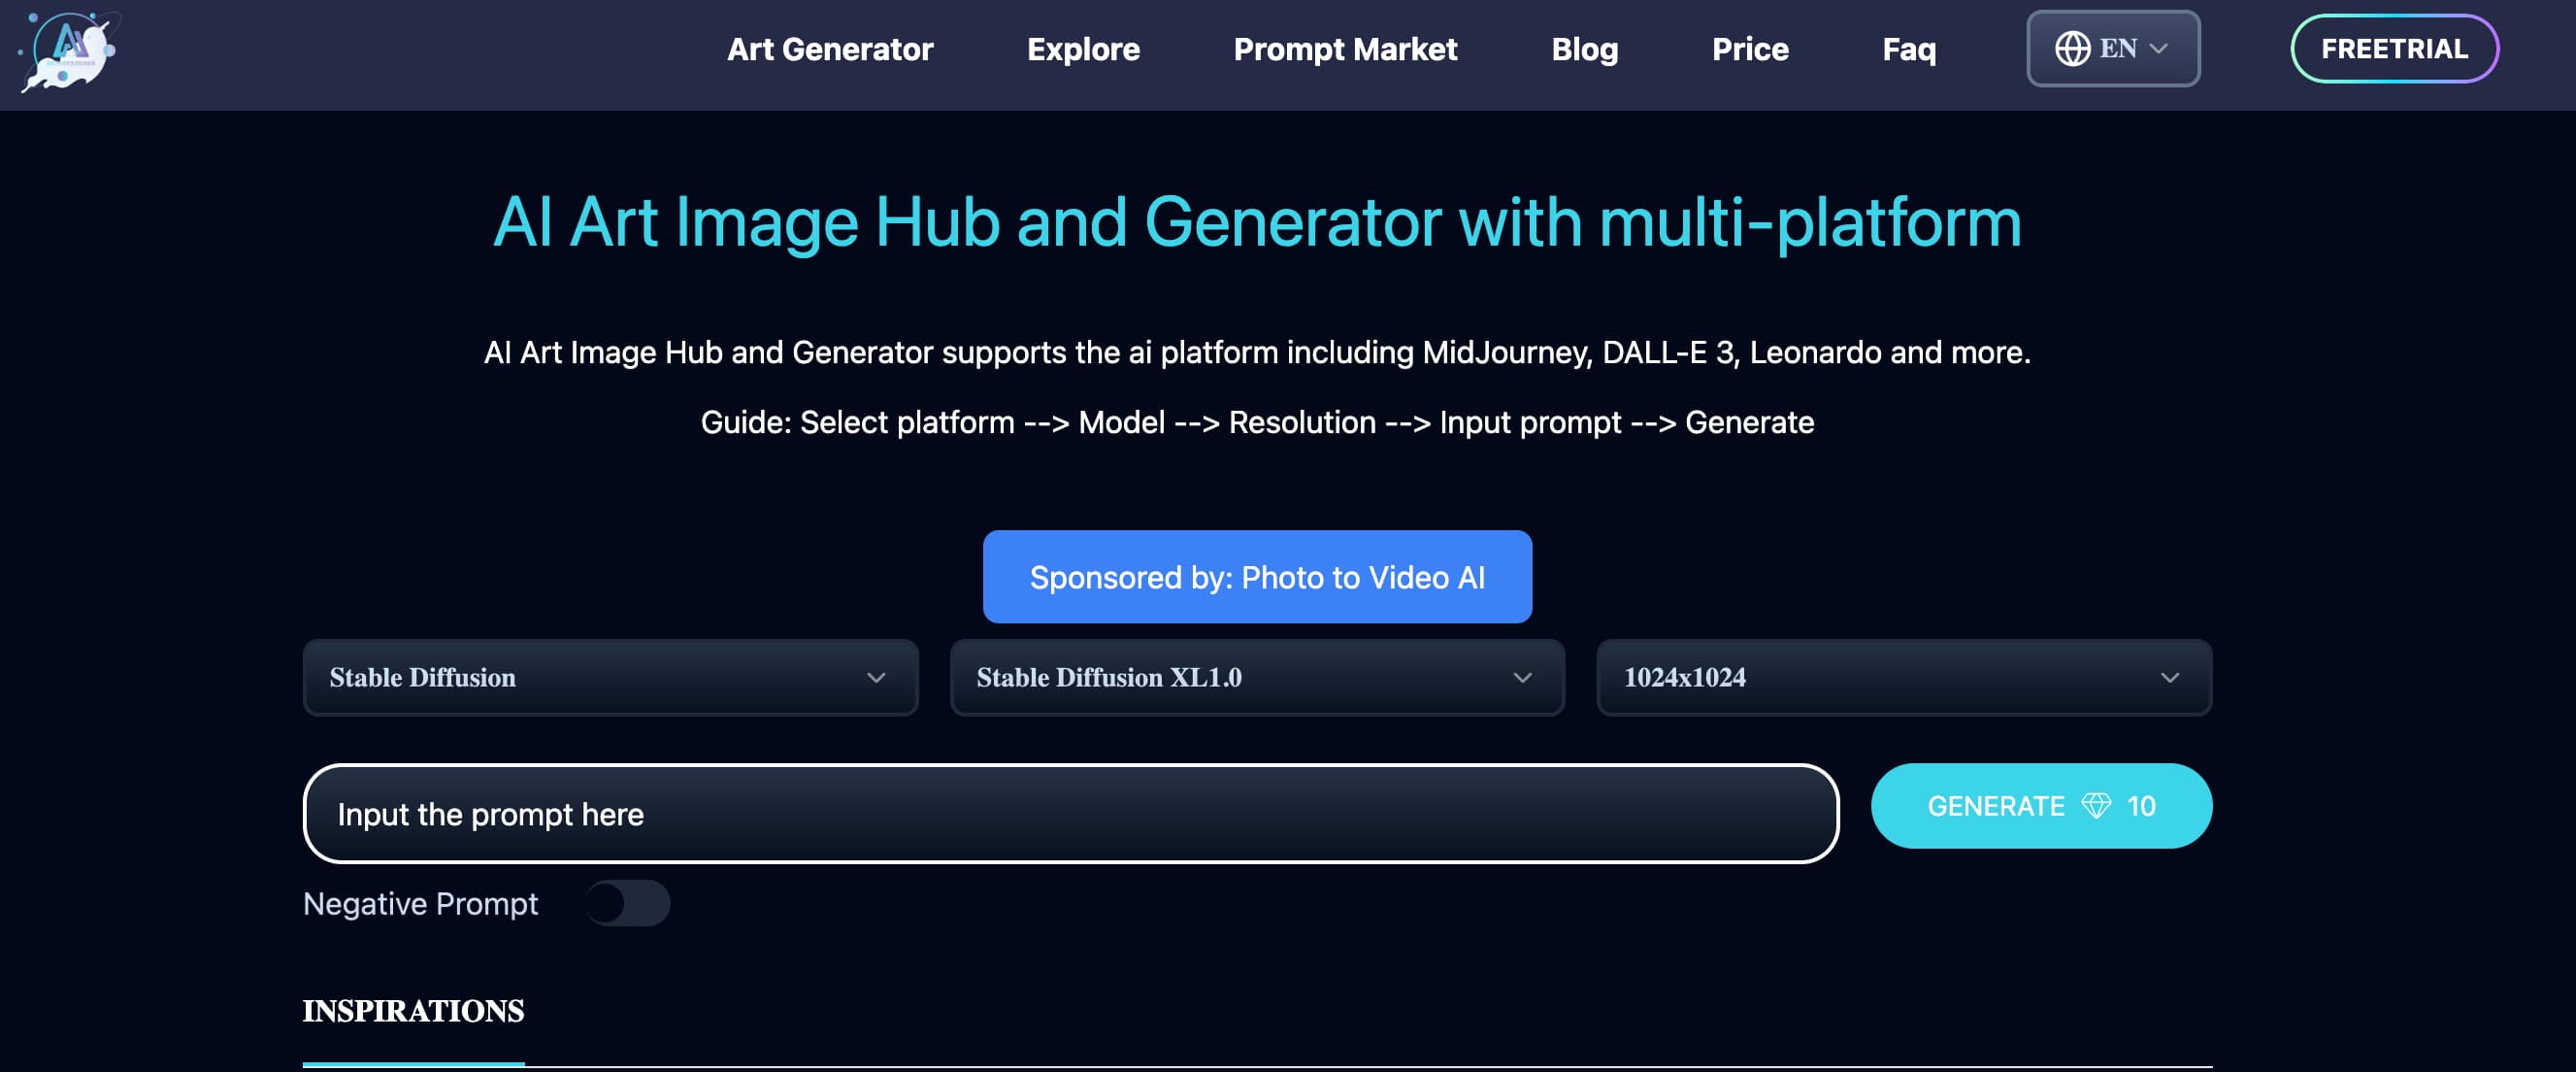 Art Generator
Explore
Prompt Market
Blog
Price
Faq
EN
FREETRIAL
AI Art Image Hub and Generator with multi-platform
AI Art Image Hub and Generator supports the ai platform including MidJourney, DALL-E 3, Leonardo and more.
Guide: Select platform --> Model --> Resolution --> Input prompt --> Generate
Sponsored by: Photo to Video AI
Stable Diffusion
Stable Diffusion XL1.0
1024x1024
Input the prompt here
GENERATE 10
Negative Prompt
INSPIRATIONS